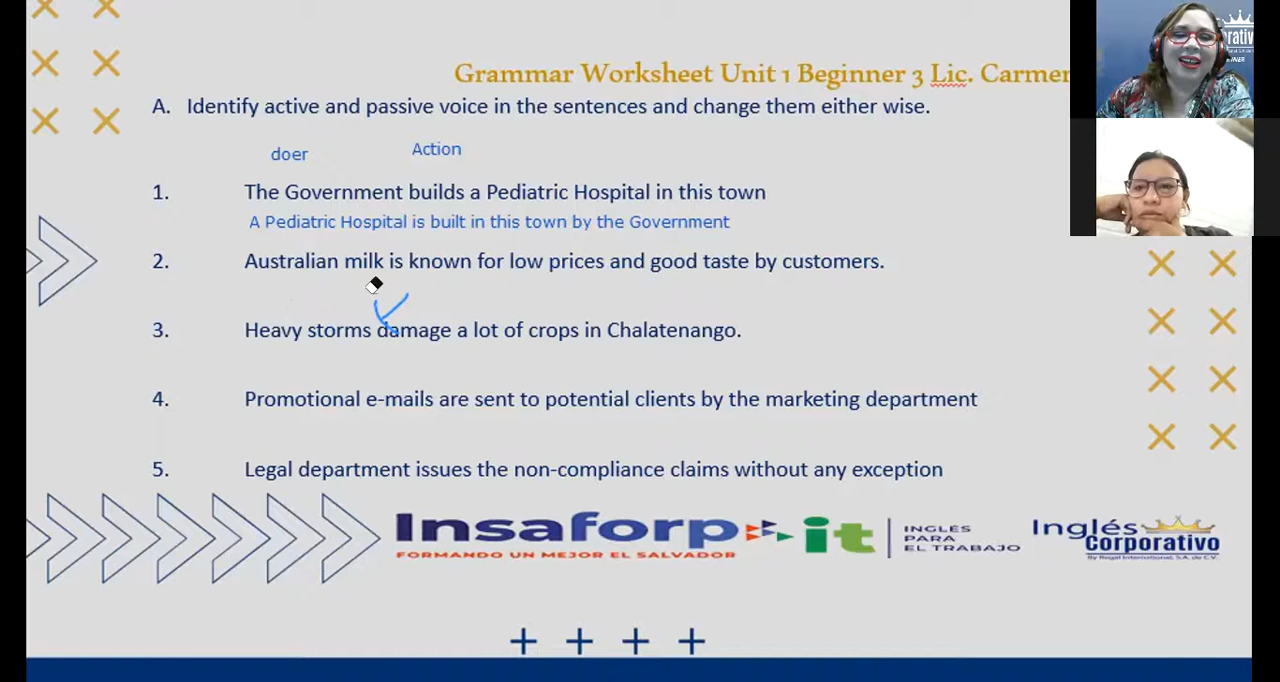 Grammar Worksheet Unit 1 Beginner 3 Lic. Carmen
A. Identify active and passive voice in the sentences and change them either wise.
doer Action
1. The Government builds a Pediatric Hospital in this town
A Pediatric Hospital is built in this town by the Government
2. Australian milk is known for low prices and good taste by customers.
3. Heavy storms damage a lot of crops in Chalatenango.
4. Promotional e-mails are sent to potential clients by the marketing department
5. Legal department issues the non-compliance claims without any exception
Insaforp
FORMANDO UN MEJOR EL SALVADOR
it
INGLÉS
PARA
EL TRABAJO
Inglés
Corporativo
By Regal International, S.A. de C.V.